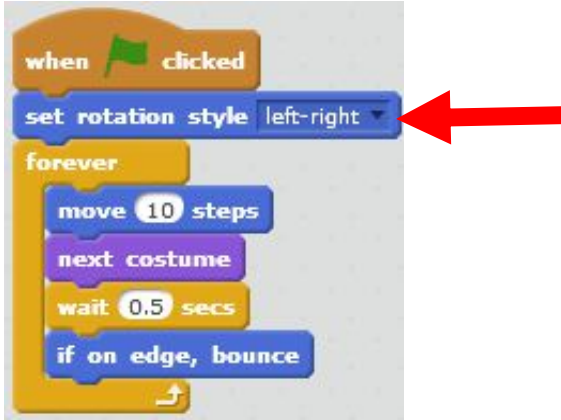 when clicked
set rotation style left-right
forever
move 10 steps
next costume
wait 0.5 secs
if on edge, bounce